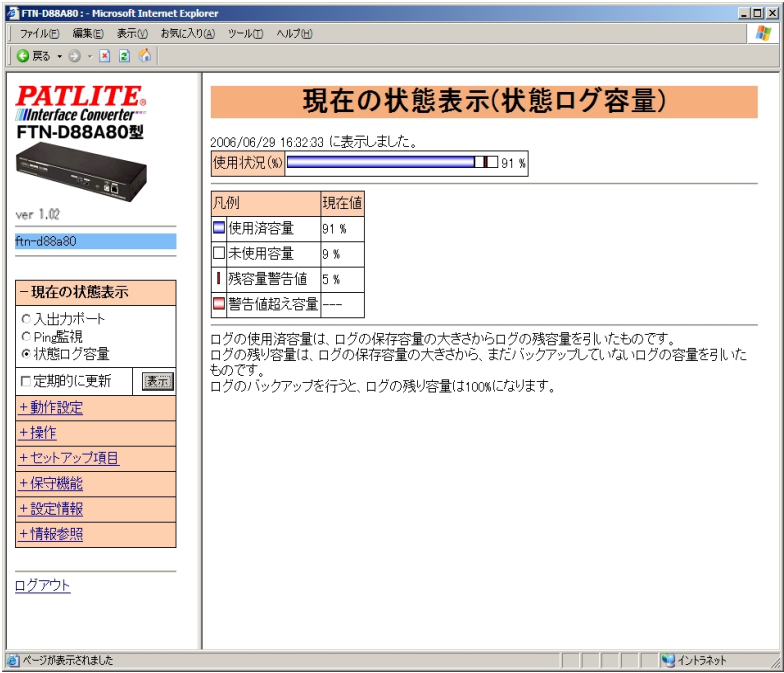 FTN-D88A80 : - Microsoft Internet Explorer
ファイル(F) 編集(E) 表示(V) お気に入り(A) ツール(T) ヘルプ(H)
戻る
PATLITE®
Interface Converter
FTN-D88A80型
ver 1.02
ftn-d88a80
－現在の状態表示
入出力ポート
Ping監視
状態ログ容量
定期的に更新 表示
+動作設定
+操作
+セットアップ項目
+保守機能
+設定情報
+情報参照
ログアウト
現在の状態表示(状態ログ容量)
2006/06/29 16:32:33 に表示しました。
使用状況(%) 91 %
凡例 現在値
使用済容量 91 %
未使用容量 9 %
残容量警告値 5 %
警告値超え容量 ---
ログの使用済容量は、ログの保存容量の大きさからログの残容量を引いたものです。
ログの残り容量は、ログの保存容量の大きさから、まだバックアップしていないログの容量を引いた
ものです。
ログのバックアップを行うと、ログの残り容量は100%になります。
ページが表示されました イントラネット